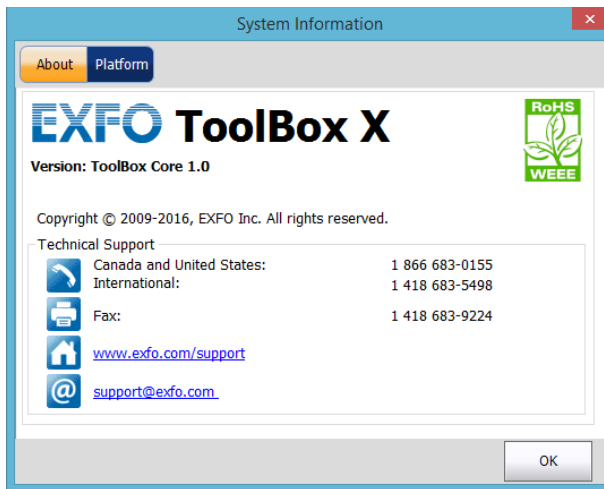 System Information
About Platform
EXFO ToolBox X
RoHS
WEEE
Version: ToolBox Core 1.0
Copyright © 2009-2016, EXFO Inc. All rights reserved.
Technical Support
Canada and United States: 1 866 683-0155
International: 1 418 683-5498
Fax: 1 418 683-9224
www.exfo.com/support
@ support@exfo.com
OK